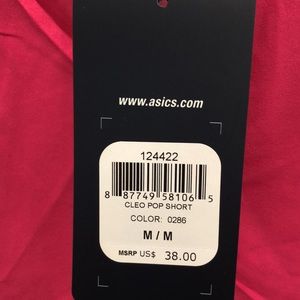 www.asics.com
124422
8 87749 58106 5
CLEO POP SHORT
COLOR: 0286
M / M
MSRP US$ 38.00